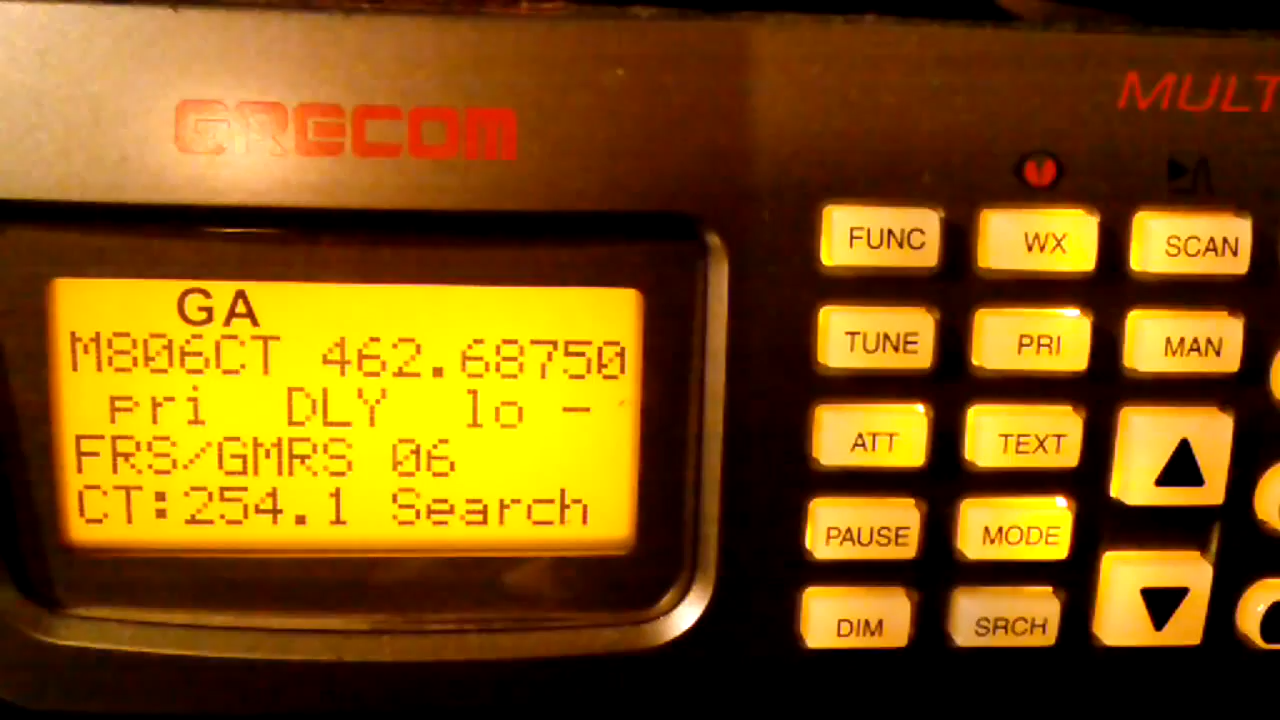 GRECOM
MULT
GA
M806CT 462.68750
pri DLY lo -
FRS/GMRS 06
CT:254.1 Search
FUNC WX SCAN
TUNE PRI MAN
ATT TEXT
PAUSE MODE
DIM SRCH